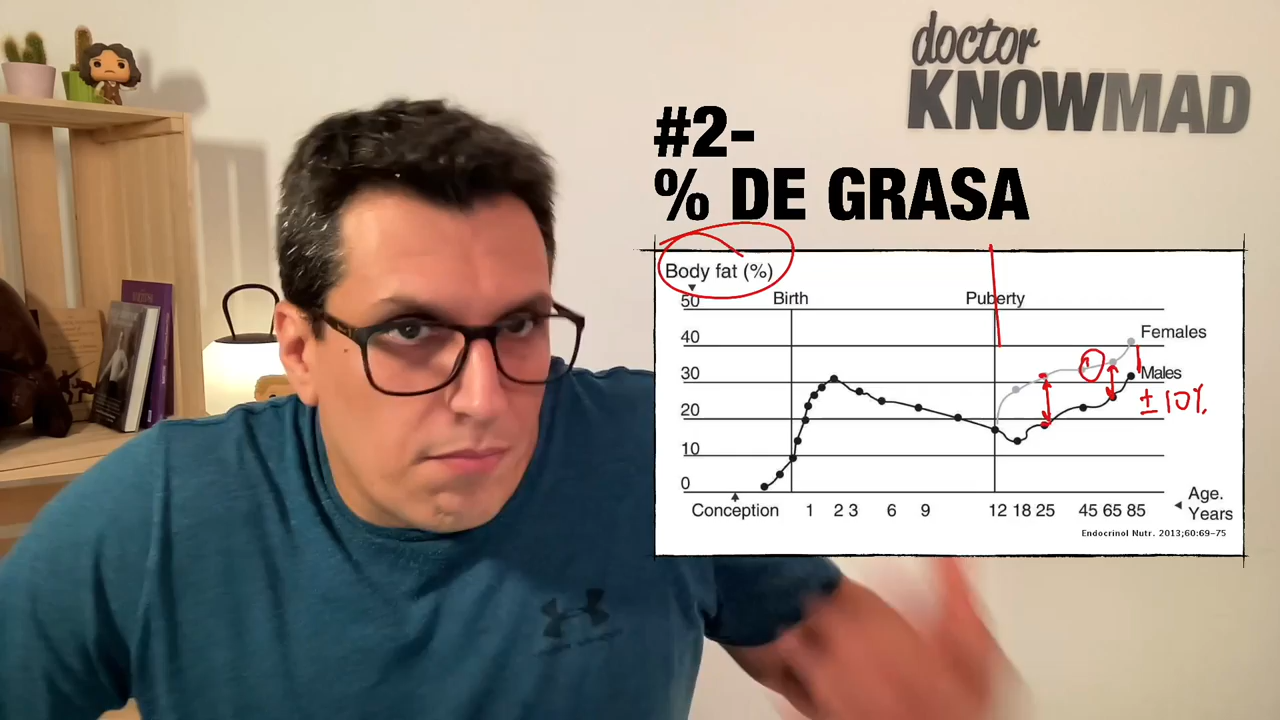 doctor
KNOWMAD
#2-
% DE GRASA
Body fat (%)
50
Birth
Puberty
40
Females
30
Males
± 10%
20
10
0
Conception
1
2 3
6
9
12 18 25
45 65 85
Age.
Years
Endocrinol Nutr. 2013;60:69–75